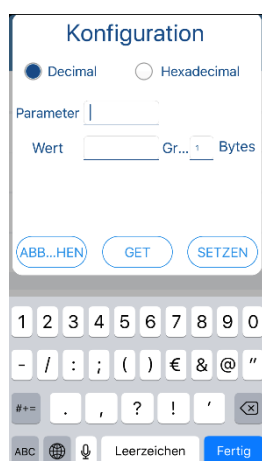 Konfiguration
Decimal Hexadecimal
Parameter
Wert Gr... 1 Bytes
ABB...HEN GET SETZEN
1 2 3 4 5 6 7 8 9 0
- / : ; ( ) € & @ "
#+= . , ? ! '
ABC Leerzeichen Fertig